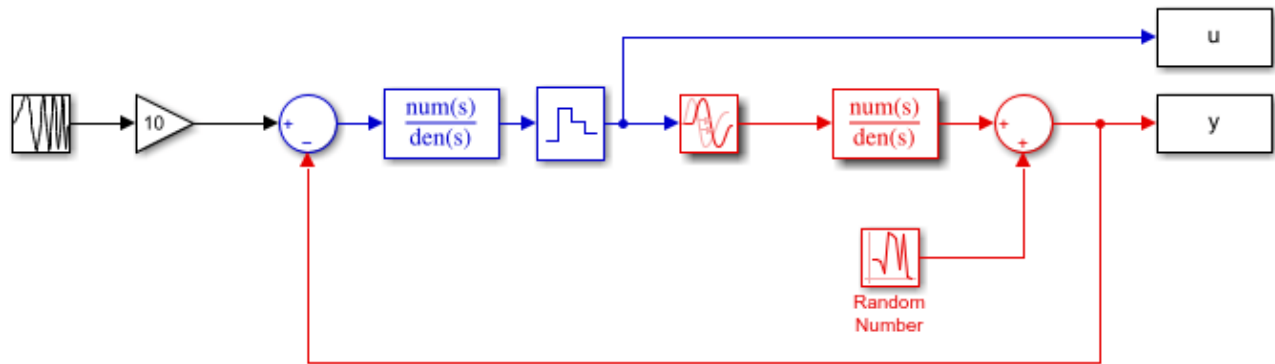 u
10
+
−
num(s)
den(s)
num(s)
den(s)
+
+
y
Random
Number